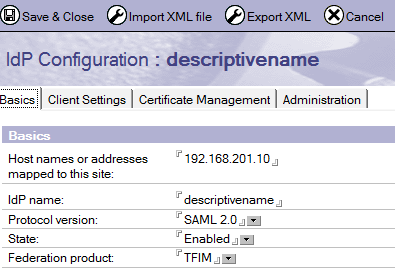 Save & Close Import XML file Export XML Cancel
IdP Configuration : descriptivename
Basics Client Settings Certificate Management Administration
Basics
Host names or addresses 192.168.201.10
mapped to this site:
IdP name: descriptivename
Protocol version: SAML 2.0
State: Enabled
Federation product: TFIM